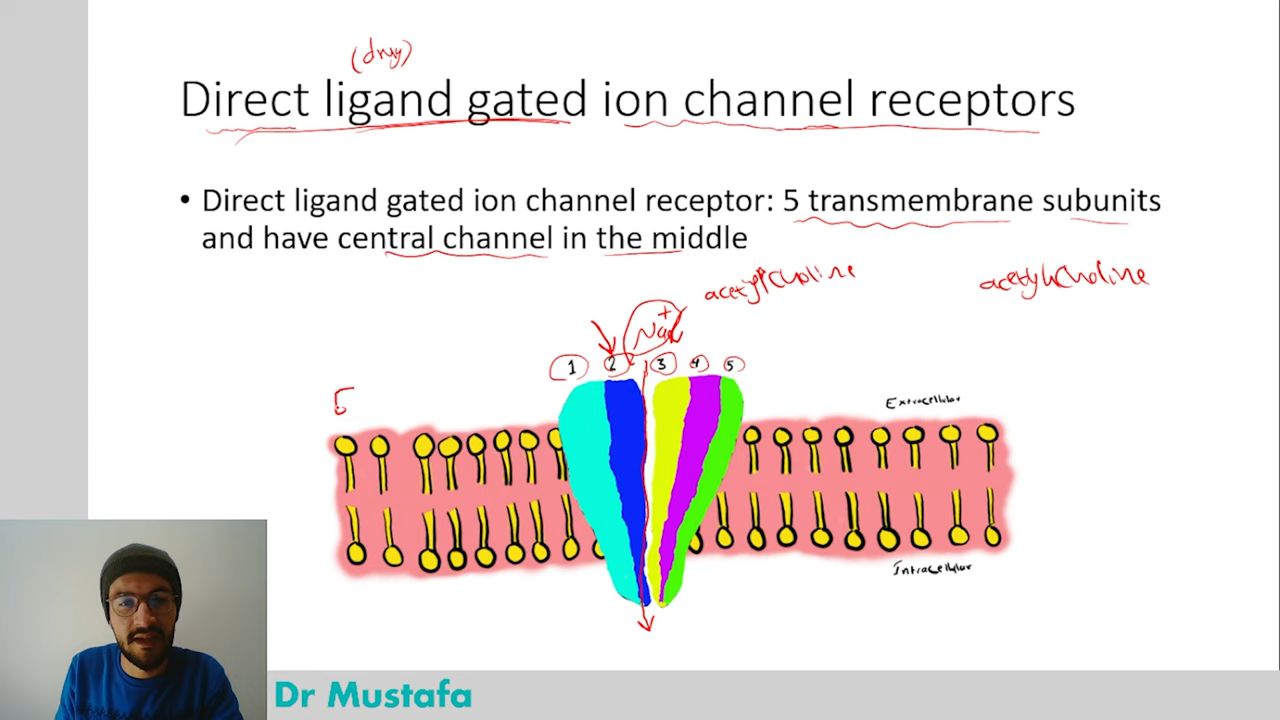 (drug)
Direct ligand gated ion channel receptors
• Direct ligand gated ion channel receptor: 5 transmembrane subunits
and have central channel in the middle
acetylcholine acetylcholine
Na+
1 2 3 4 5
5
Extracellular
Intracellular
Dr Mustafa